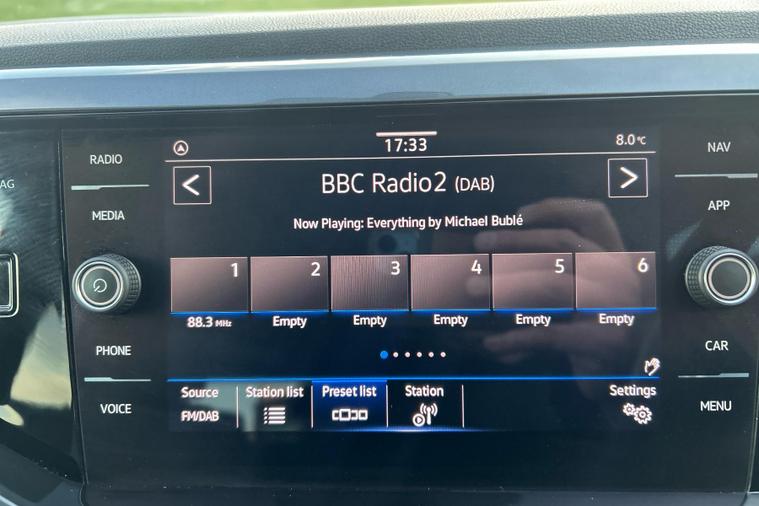 17:33
8.0°C
RADIO
AG
< BBC Radio2 (DAB) >
NAV
MEDIA
APP
Now Playing: Everything by Michael Bublé
1 2 3 4 5 6
88.3 MHz Empty Empty Empty Empty Empty
PHONE
CAR
Source Station list Preset list Station Settings
FM/DAB
VOICE
MENU